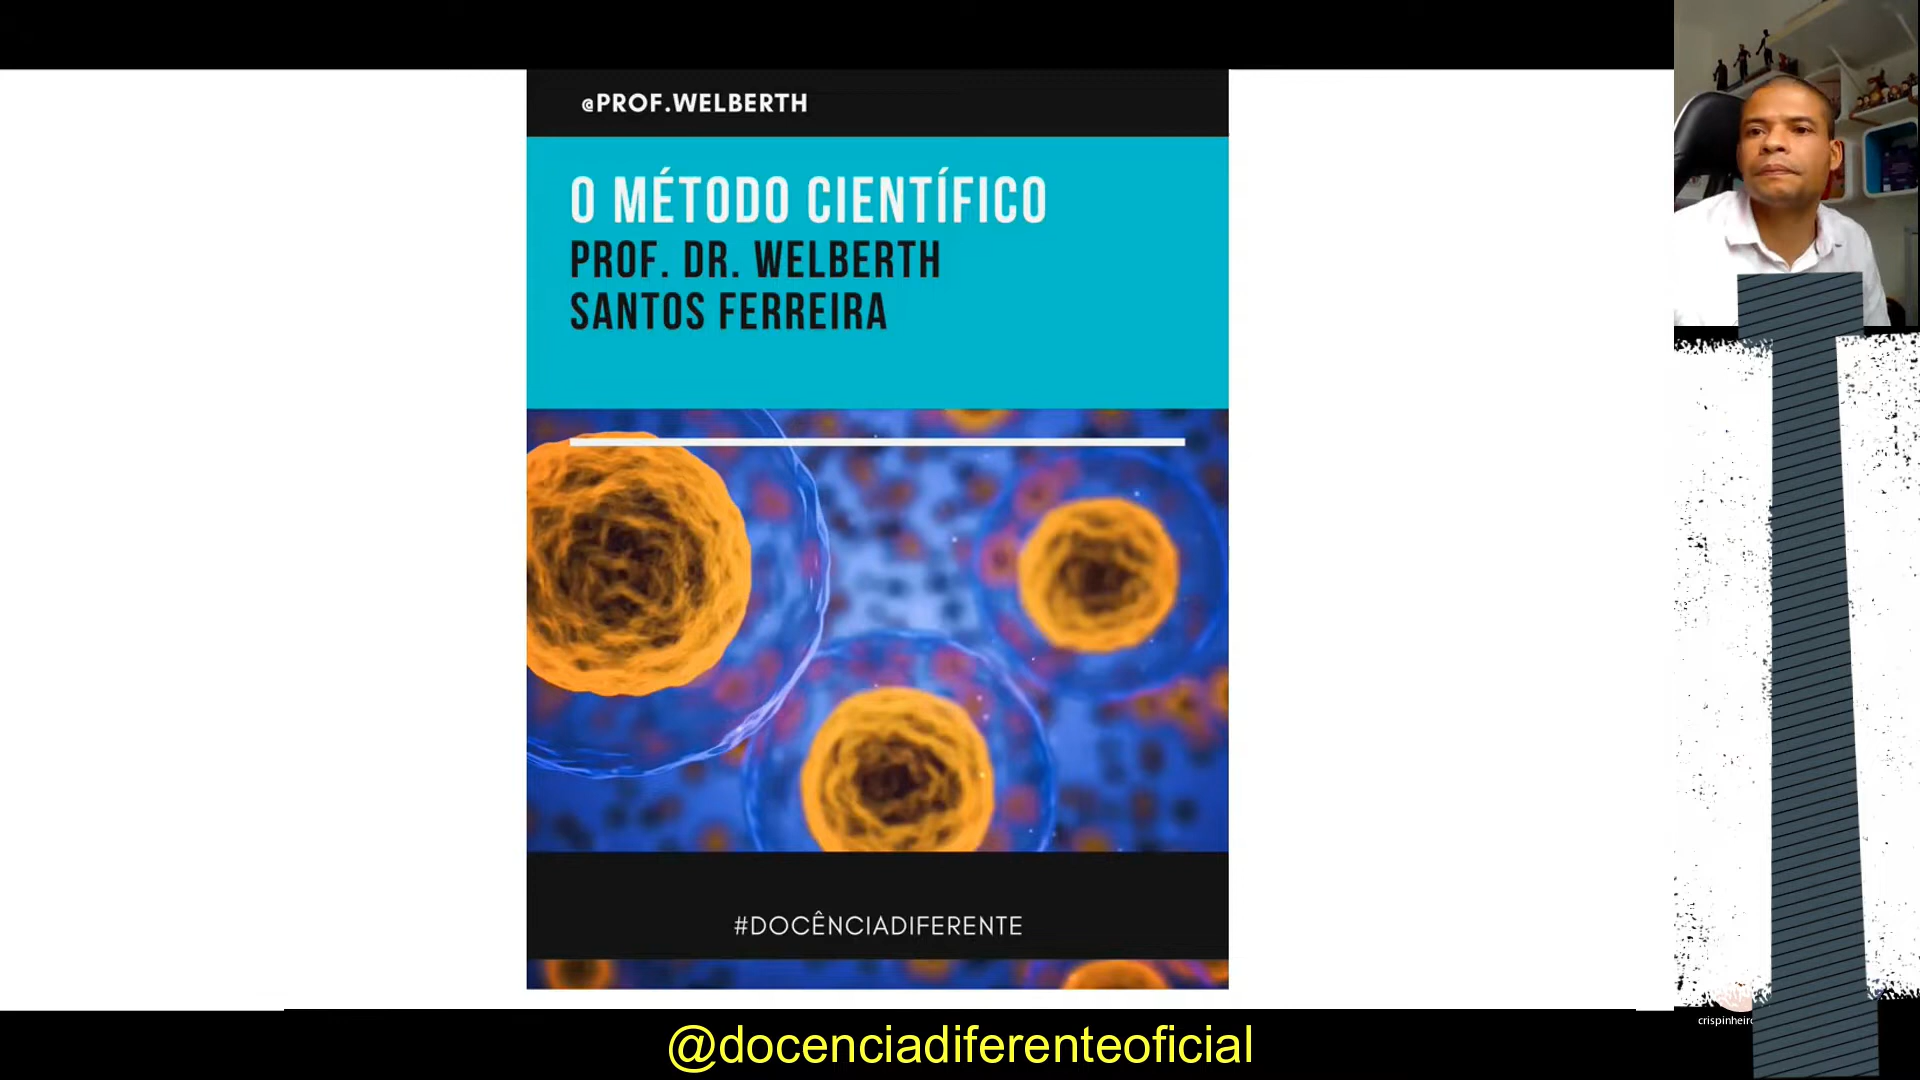 @PROF.WELBERTH
O MÉTODO CIENTÍFICO
PROF. DR. WELBERTH
SANTOS FERREIRA
#DOCÊNCIADIFERENTE
@docenciadiferenteoficial